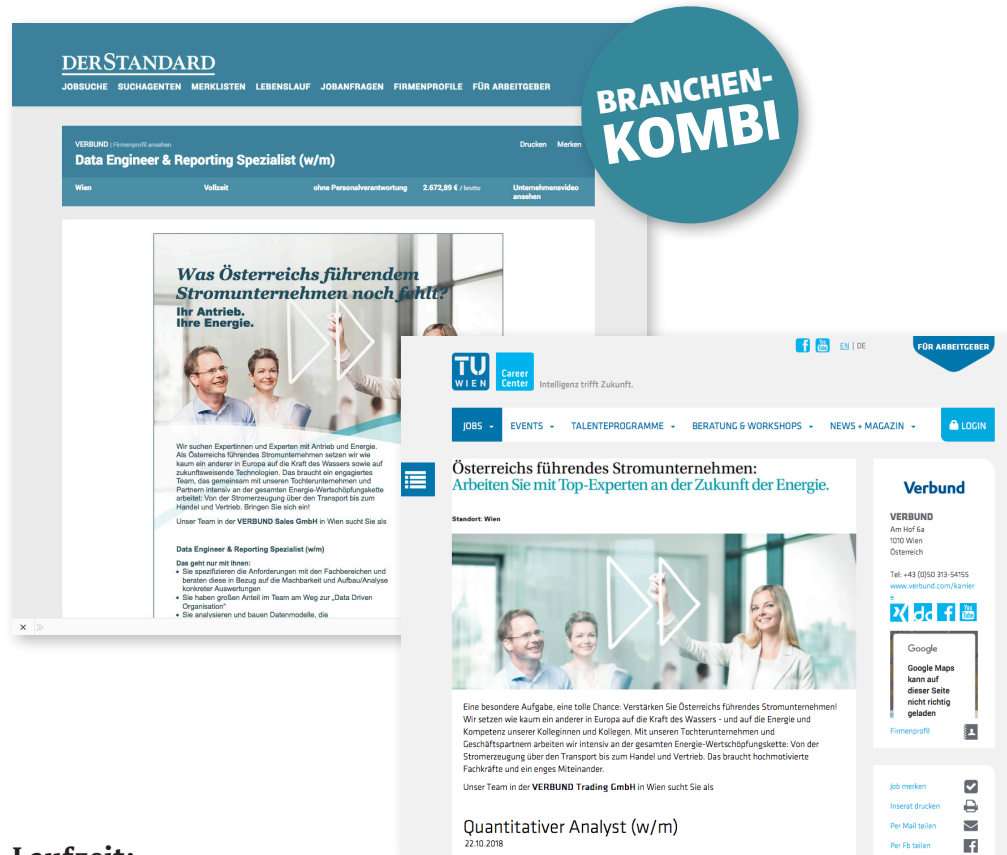 DERSTANDARD
JOBSUCHE SUCHAGENTEN MERKLISTEN LEBENSLAUF JOBANFRAGEN FIRMENPROFILE FÜR ARBEITGEBER
BRANCHEN-
KOMBI
VERBUND | Firmenprofil ansehen
Drucken Merken
Data Engineer & Reporting Spezialist (w/m)
Wien Vollzeit ohne Personalverantwortung 2.672,89 € / brutto Unternehmensvideo
ansehen
Was Österreichs führendem
Stromunternehmen noch fehlt?
Ihr Antrieb.
Ihre Energie.
Wir suchen Expertinnen und Experten mit Antrieb und Energie.
Als Österreichs führendes Stromunternehmen setzen wir wie
kaum ein anderer in Europa auf die Kraft des Wassers sowie auf
zukunftsweisende Technologien. Das braucht ein engagiertes
Team, das gemeinsam mit unseren Tochterunternehmen und
Partnern intensiv an der gesamten Energie-Wertschöpfungskette
arbeitet: Von der Stromerzeugung über den Transport bis zum
Handel und Vertrieb. Bringen Sie sich ein!
Unser Team in der VERBUND Sales GmbH in Wien sucht Sie als
Data Engineer & Reporting Spezialist (w/m)
Das geht nur mit Ihnen:
• Sie spezifizieren die Anforderungen mit den Fachbereichen und
beraten diese in Bezug auf die Machbarkeit und Aufbau/Analyse
konkreter Auswertungen
• Sie haben großen Anteil im Team am Weg zur „Data Driven
Organisation"
• Sie analysieren und bauen Datenmodelle, die
TU
WIEN
Career
Center
Intelligenz trifft Zukunft.
f You Tube EN | DE
FÜR ARBEITGEBER
JOBS EVENTS TALENTEPROGRAMME BERATUNG & WORKSHOPS NEWS + MAGAZIN LOGIN
Österreichs führendes Stromunternehmen:
Arbeiten Sie mit Top-Experten an der Zukunft der Energie.
Standort: Wien
Eine besondere Aufgabe, eine tolle Chance: Verstärken Sie Österreichs führendes Stromunternehmen!
Wir setzen wie kaum ein anderer in Europa auf die Kraft des Wassers - und auf die Energie und
Kompetenz unserer Kolleginnen und Kollegen. Mit unseren Tochterunternehmen und
Geschäftspartnern arbeiten wir intensiv an der gesamten Energie-Wertschöpfungskette: Von der
Stromerzeugung über den Transport bis zum Handel und Vertrieb. Das braucht hochmotivierte
Fachkräfte und ein enges Miteinander.
Unser Team in der VERBUND Trading GmbH in Wien sucht Sie als
Quantitativer Analyst (w/m)
22.10.2018
Verbund
VERBUND
Am Hof 6a
1010 Wien
Österreich
Tel: +43 (0)50 313-54155
www.verbund.com/karrier
e
You Tube
Google
Google Maps
kann auf
dieser Seite
nicht richtig
geladen
Firmenprofil
Job merken
Inserat drucken
Per Mail teilen
Per Fb teilen